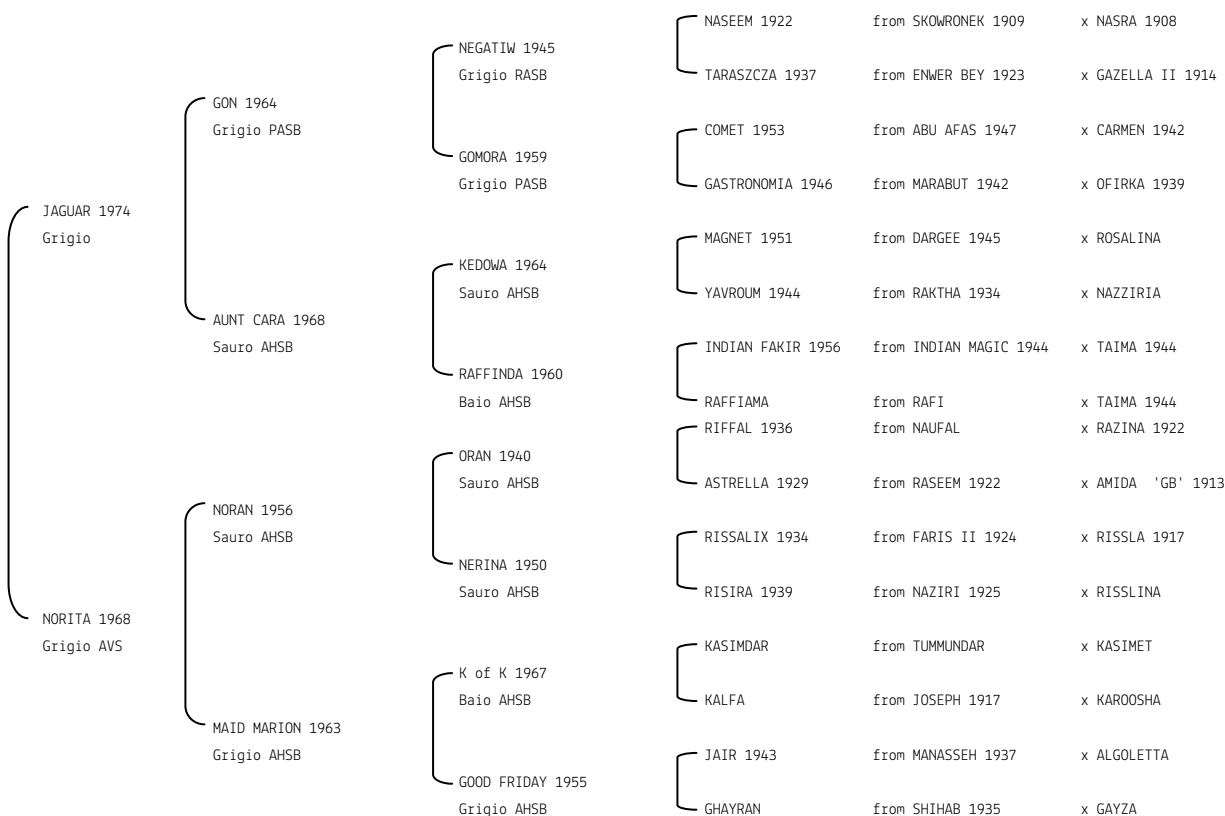 NASEEM 1922 from SKOWRONEK 1909 x NASRA 1908
NEGATIW 1945
Grigio RASB TARASZCZA 1937 from ENWER BEY 1923 x GAZELLA II 1914
GON 1964
Grigio PASB COMET 1953 from ABU AFAS 1947 x CARMEN 1942
GOMORA 1959
Grigio PASB GASTRONOMIA 1946 from MARABUT 1942 x OFIRKA 1939
JAGUAR 1974
Grigio MAGNET 1951 from DARGEE 1945 x ROSALINA
KEDOWA 1964
Sauro AHSB YAVROUM 1944 from RAKTHA 1934 x NAZZIRIA
AUNT CARA 1968
Sauro AHSB INDIAN FAKIR 1956 from INDIAN MAGIC 1944 x TAIMA 1944
RAFFINDA 1960
Baio AHSB RAFFIAMA from RAFI x TAIMA 1944
RIFFAL 1936 from NAUFAL x RAZINA 1922
ORAN 1940
Sauro AHSB ASTRELLA 1929 from RASEEM 1922 x AMIDA 'GB' 1913
NORAN 1956
Sauro AHSB RISSALIX 1934 from FARIS II 1924 x RISSLA 1917
NERINA 1950
Sauro AHSB RISIRA 1939 from NAZIRI 1925 x RISSLINA
NORITA 1968
Grigio AVS KASIMDAR from TUMMUNDAR x KASIMET
K of K 1967
Baio AHSB KALFA from JOSEPH 1917 x KAROOSHA
MAID MARION 1963
Grigio AHSB JAIR 1943 from MANASSEH 1937 x ALGOLETTA
GOOD FRIDAY 1955
Grigio AHSB GHAYRAN from SHIHAB 1935 x GAYZA